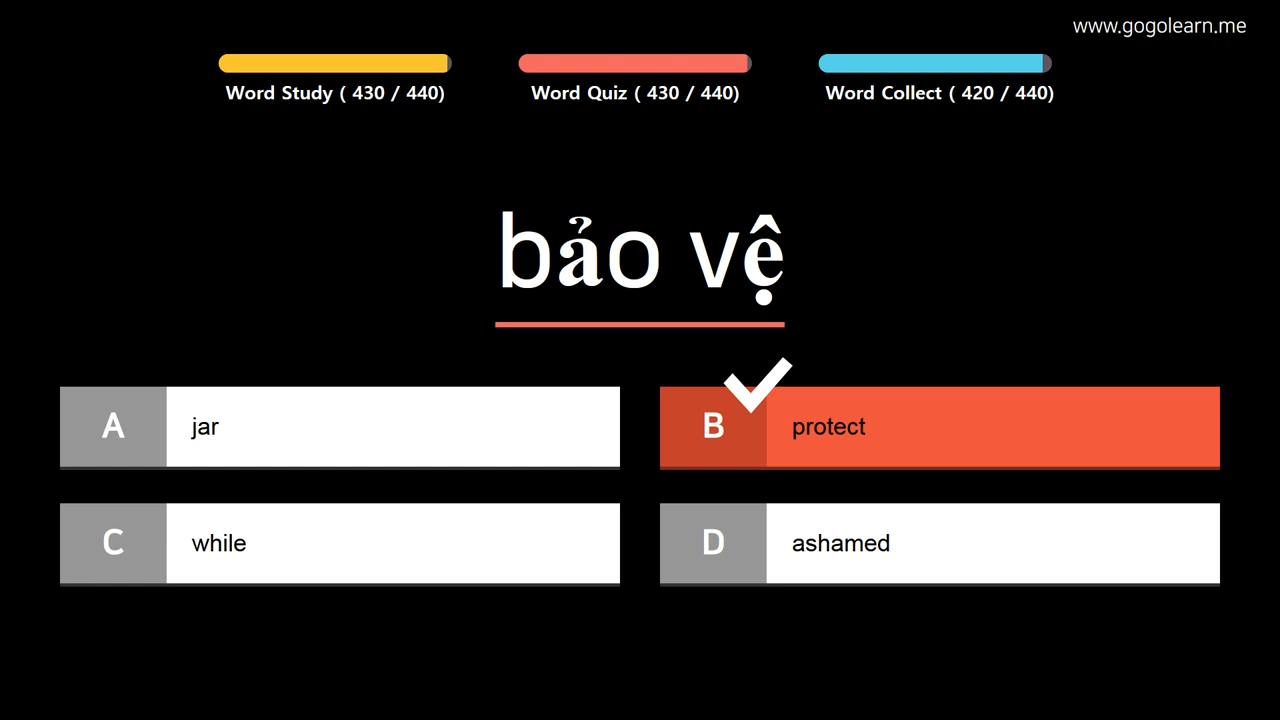 www.gogolearn.me
Word Study ( 430 / 440)
Word Quiz ( 430 / 440)
Word Collect ( 420 / 440)
bảo vệ
A jar
B protect
C while
D ashamed